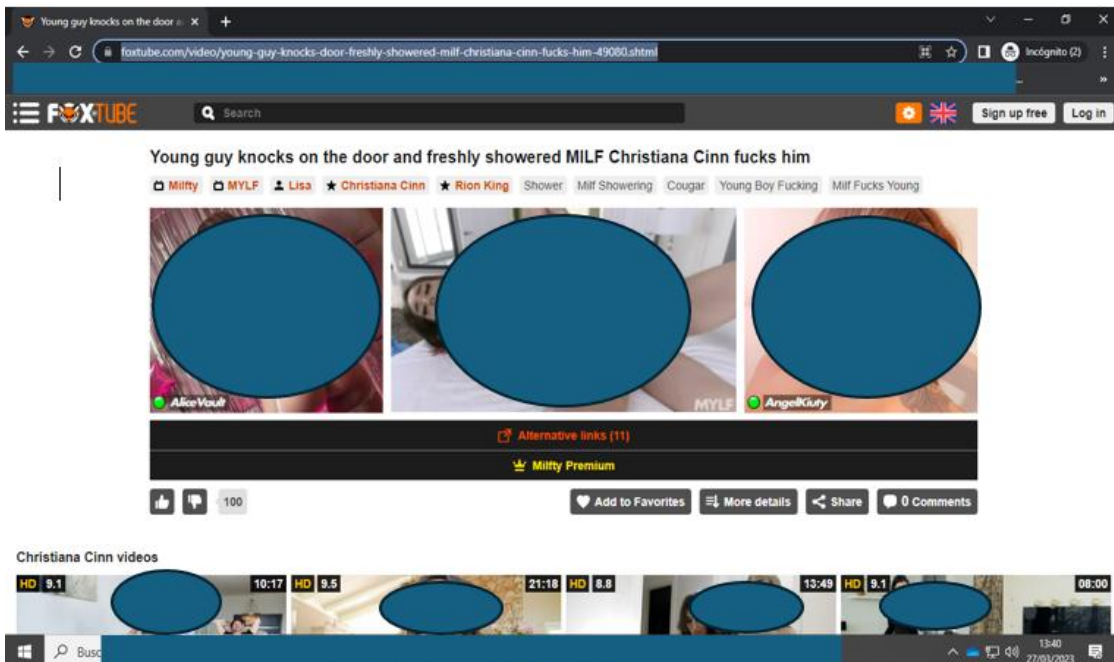 Young guy knocks on the door a
foxtube.com/video/young-guy-knocks-door-freshly-showered-milf-christiana-cinn-fucks-him-49080.shtml
Incógnito (2)
FOXTUBE
Search
Sign up free
Log in
Young guy knocks on the door and freshly showered MILF Christiana Cinn fucks him
Milfty MYLF Lisa Christiana Cinn Rion King Shower Milf Showering Cougar Young Boy Fucking Milf Fucks Young
AliceVault
MYLF
AngelKiuty
Alternative links (11)
Milfty Premium
100 Add to Favorites More details Share 0 Comments
Christiana Cinn videos
HD 9.1 10:17 HD 9.5 21:18 HD 8.8 13:49 HD 9.1 08:00
Busc
13:40
27/03/2023